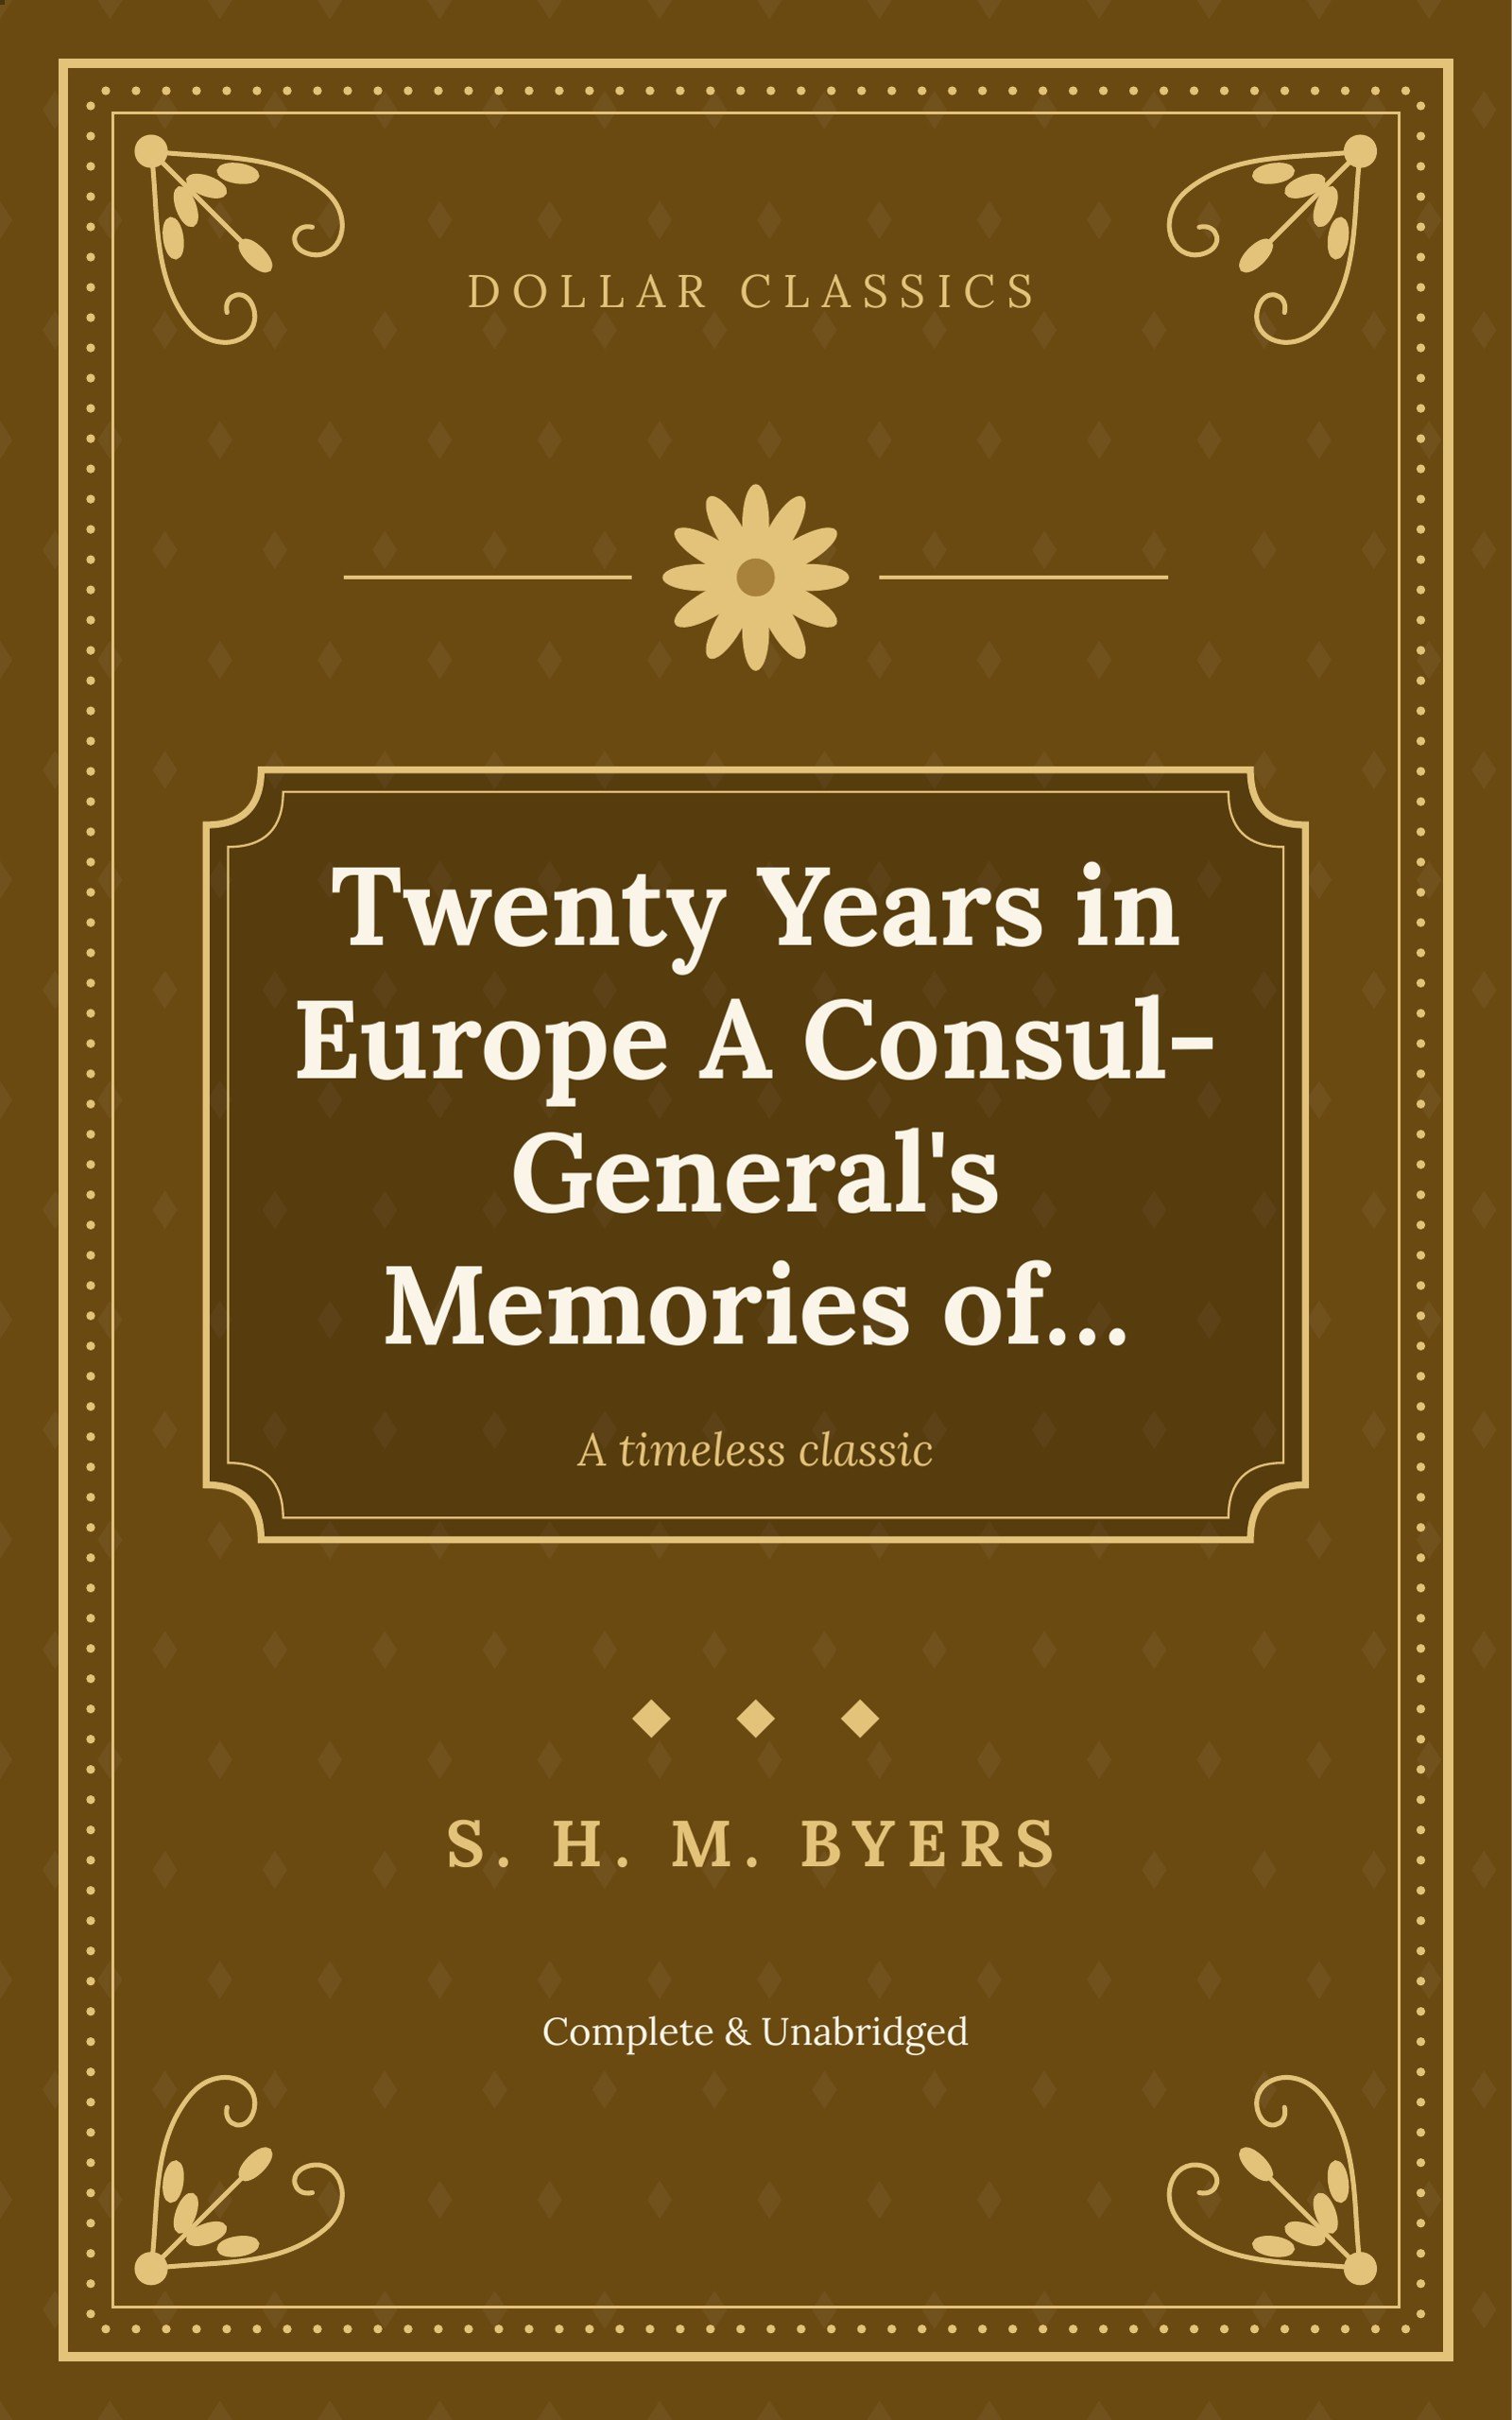 DOLLAR CLASSICS
Twenty Years in
Europe A Consul-
General's
Memories of...
A timeless classic
S. H. M. BYERS
Complete & Unabridged